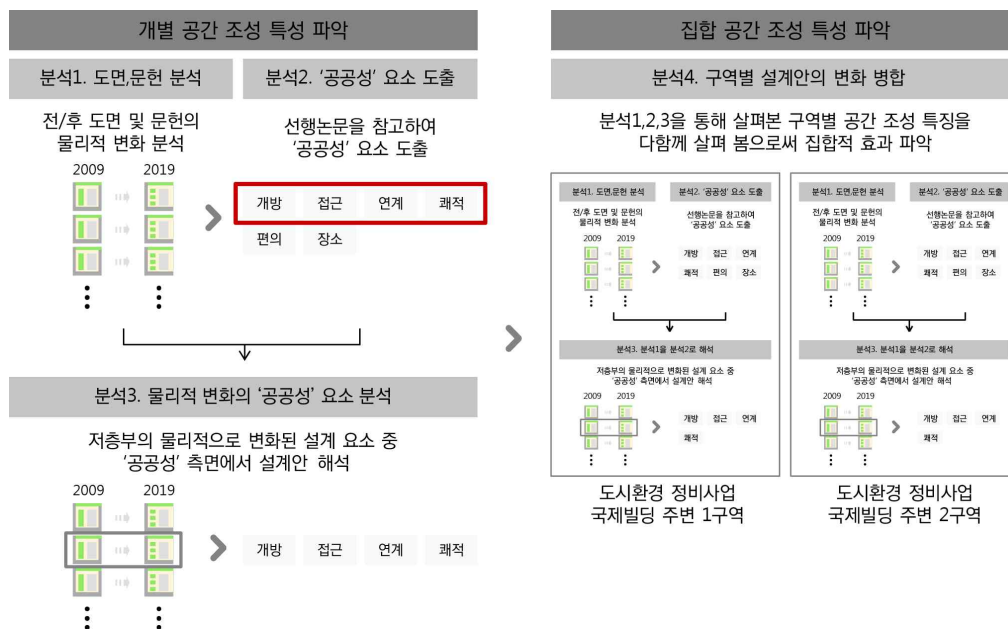 개별 공간 조성 특성 파악
분석1. 도면,문헌 분석
전/후 도면 및 문헌의
물리적 변화 분석
2009 2019
분석2. ‘공공성’ 요소 도출
선행논문을 참고하여
‘공공성’ 요소 도출
개방 접근 연계 쾌적
편의 장소
분석3. 물리적 변화의 ‘공공성’ 요소 분석
저층부의 물리적으로 변화된 설계 요소 중
‘공공성’ 측면에서 설계안 해석
2009 2019
개방 접근 연계 쾌적
집합 공간 조성 특성 파악
분석4. 구역별 설계안의 변화 병합
분석1,2,3을 통해 살펴본 구역별 공간 조성 특징을
다함께 살펴 봄으로써 집합적 효과 파악
분석1. 도면,문헌 분석
전/후 도면 및 문헌의
물리적 변화 분석
2009 2019
분석2. ‘공공성’ 요소 도출
선행논문을 참고하여
‘공공성’ 요소 도출
개방 접근 연계
쾌적 편의 장소
분석3. 분석1을 분석2로 해석
저층부의 물리적으로 변화된 설계 요소 중
‘공공성’ 측면에서 설계안 해석
2009 2019
개방 접근 연계
쾌적
도시환경 정비사업
국제빌딩 주변 1구역
분석1. 도면,문헌 분석
전/후 도면 및 문헌의
물리적 변화 분석
2009 2019
분석2. ‘공공성’ 요소 도출
선행논문을 참고하여
‘공공성’ 요소 도출
개방 접근 연계
쾌적 편의 장소
분석3. 분석1을 분석2로 해석
저층부의 물리적으로 변화된 설계 요소 중
‘공공성’ 측면에서 설계안 해석
2009 2019
개방 접근 연계
쾌적
도시환경 정비사업
국제빌딩 주변 2구역